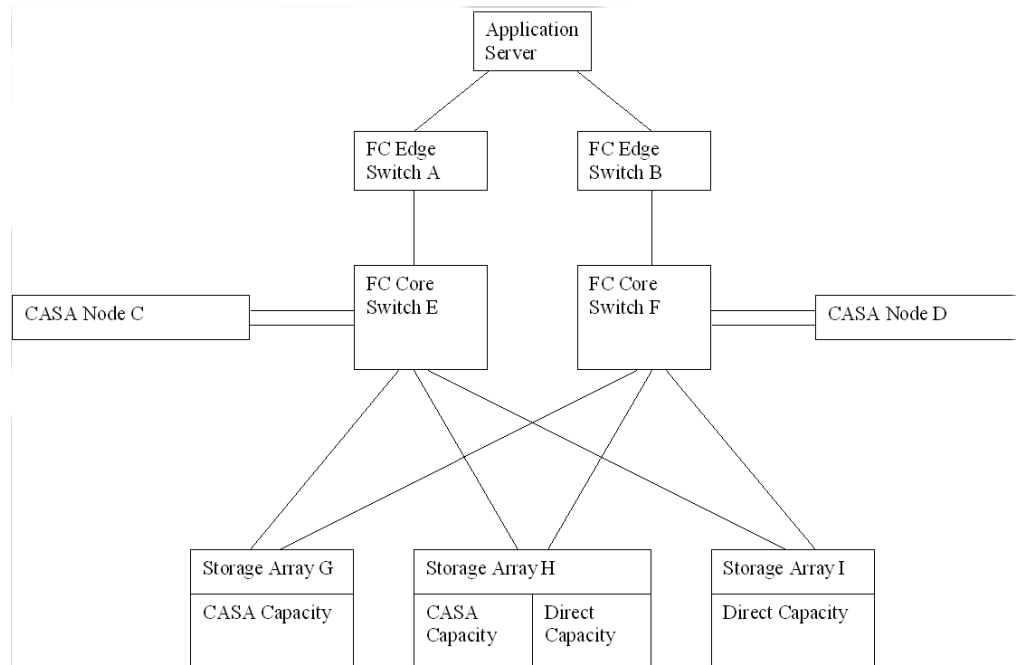 Application
Server
FC Edge
Switch A
FC Edge
Switch B
FC Core
Switch E
FC Core
Switch F
CASA Node C
CASA Node D
Storage Array G
CASA Capacity
Storage Array H
CASA
Capacity
Direct
Capacity
Storage Array I
Direct Capacity